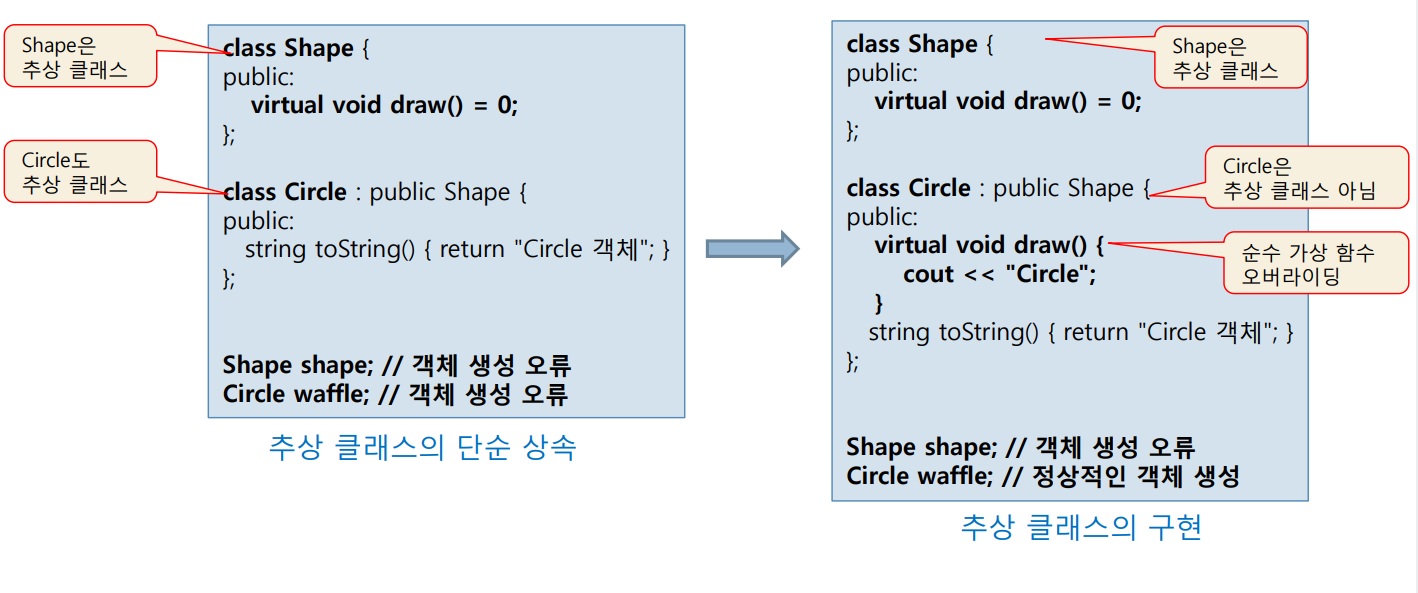 Shape은
추상 클래스
class Shape {
public:
virtual void draw() = 0;
};
Circle도
추상 클래스
class Circle : public Shape {
public:
string toString() { return "Circle 객체"; }
};
Shape shape; // 객체 생성 오류
Circle waffle; // 객체 생성 오류
추상 클래스의 단순 상속
class Shape {
public:
virtual void draw() = 0;
};
Shape은
추상 클래스
class Circle : public Shape {
public:
virtual void draw() {
cout << "Circle";
}
string toString() { return "Circle 객체"; }
};
Circle은
추상 클래스 아님
순수 가상 함수
오버라이딩
Shape shape; // 객체 생성 오류
Circle waffle; // 정상적인 객체 생성
추상 클래스의 구현